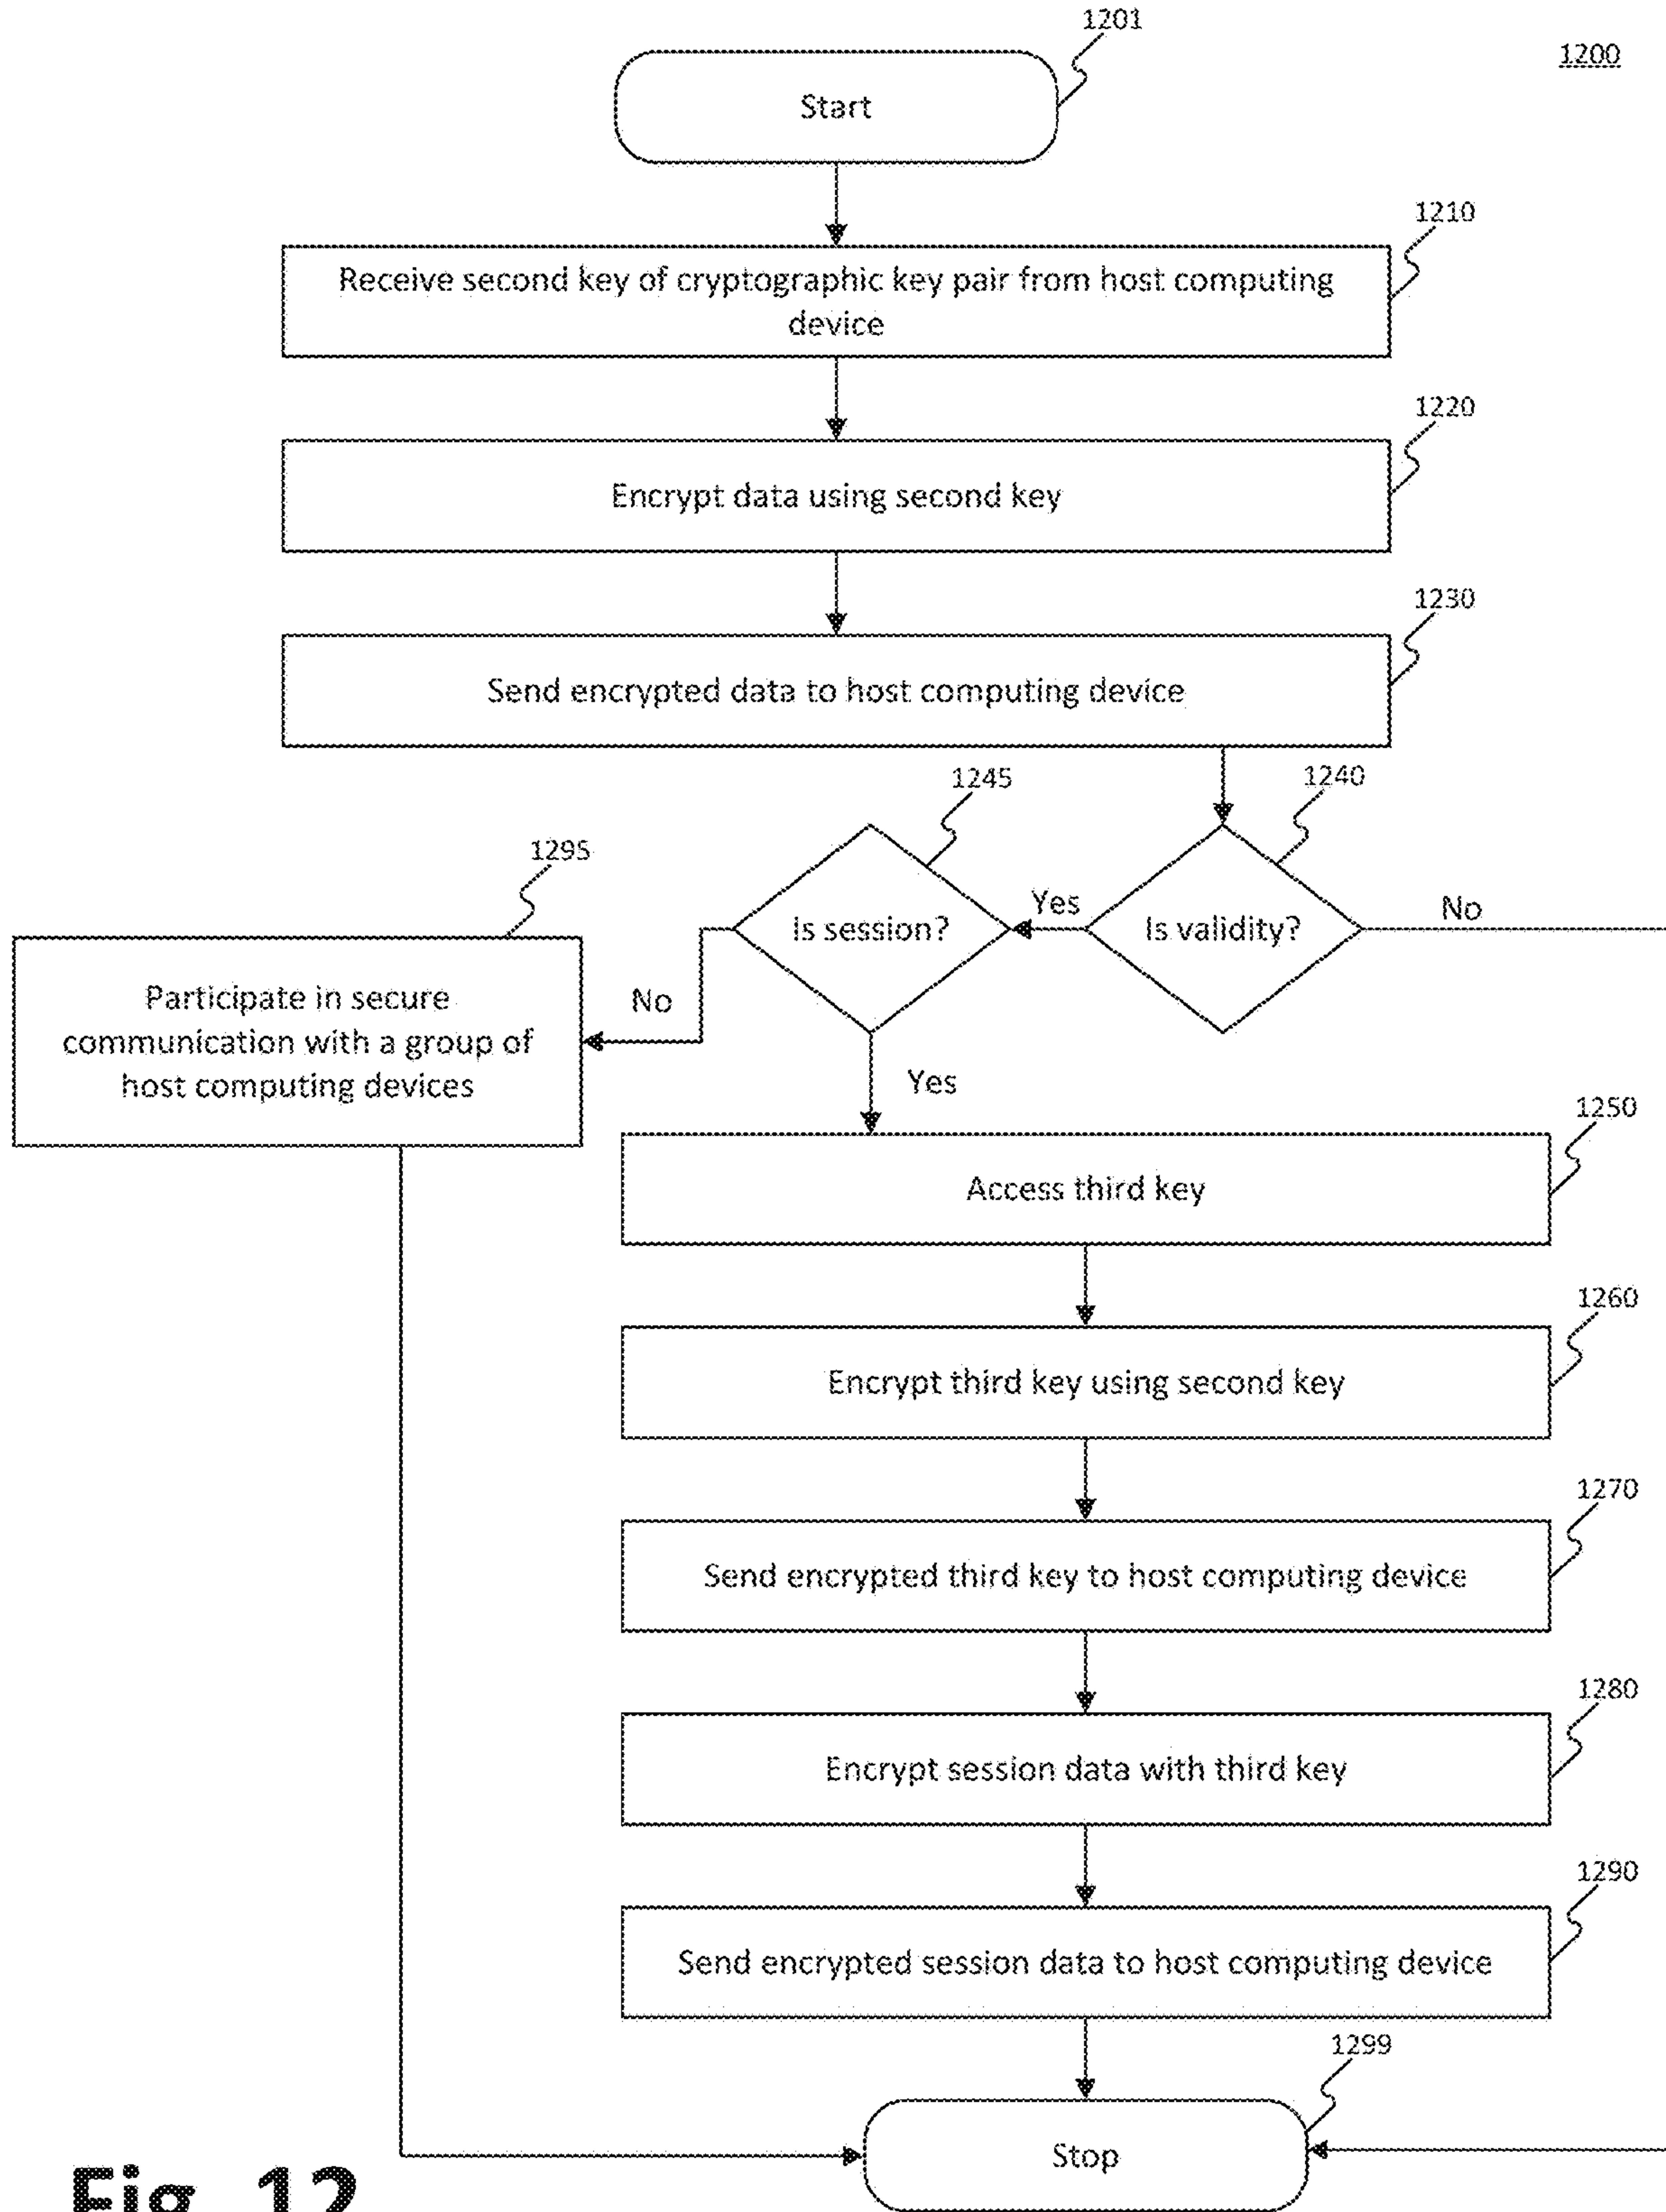 1201
1200
Start
1210
Receive second key of cryptographic key pair from host computing
device
1220
Encrypt data using second key
1230
Send encrypted data to host computing device
1245
1240
1295
Is session?
Yes
Is validity?
No
Participate in secure
communication with a group of
host computing devices
No
Yes
1250
Access third key
1260
Encrypt third key using second key
1270
Send encrypted third key to host computing device
1280
Encrypt session data with third key
1290
Send encrypted session data to host computing device
1299
Stop
Fig. 12